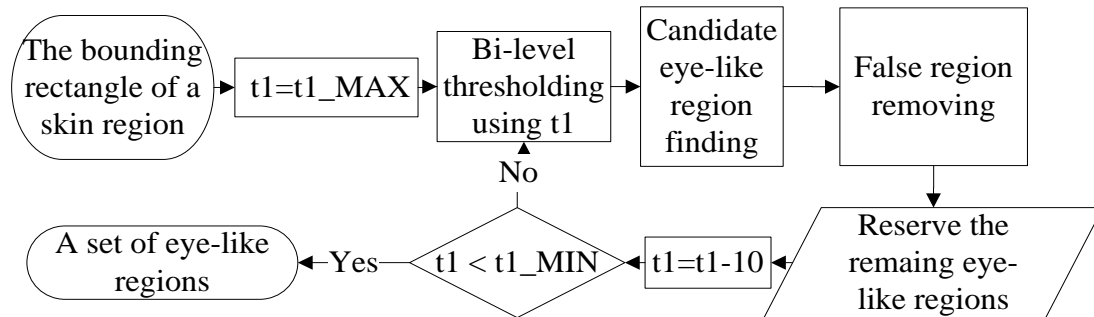 The bounding
rectangle of a
skin region
t1=t1_MAX
Bi-level
thresholding
using t1
Candidate
eye-like
region
finding
False region
removing
Reserve the
remaing eye-
like regions
t1=t1-10
t1 < t1_MIN
No
Yes
A set of eye-like
regions